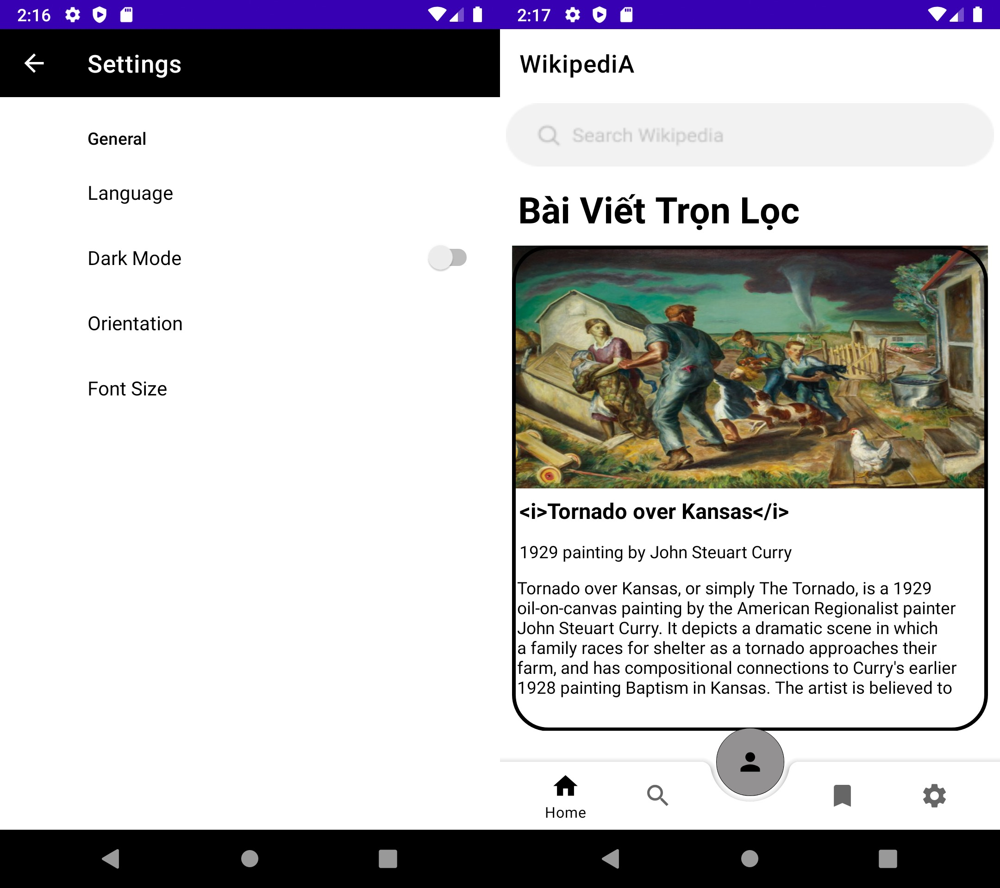 2:16
Settings
General
Language
Dark Mode
Orientation
Font Size
2:17
WikipediA
Search Wikipedia
Bài Viết Trọn Lọc
<i>Tornado over Kansas</i>
1929 painting by John Steuart Curry
Tornado over Kansas, or simply The Tornado, is a 1929
oil-on-canvas painting by the American Regionalist painter
John Steuart Curry. It depicts a dramatic scene in which
a family races for shelter as a tornado approaches their
farm, and has compositional connections to Curry's earlier
1928 painting Baptism in Kansas. The artist is believed to
Home